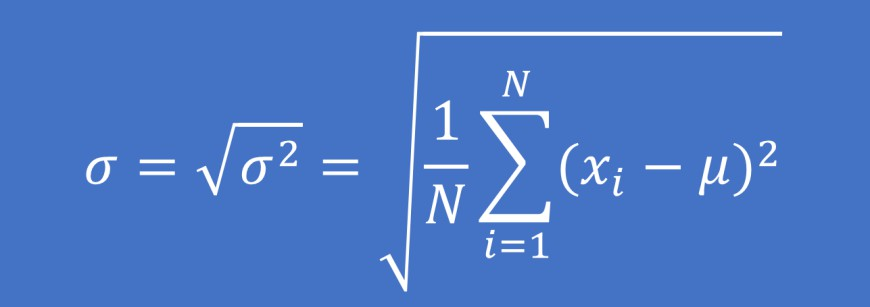 σ = √σ² = √(1/N ∑_{i=1}^{N} (x_i − μ)²)